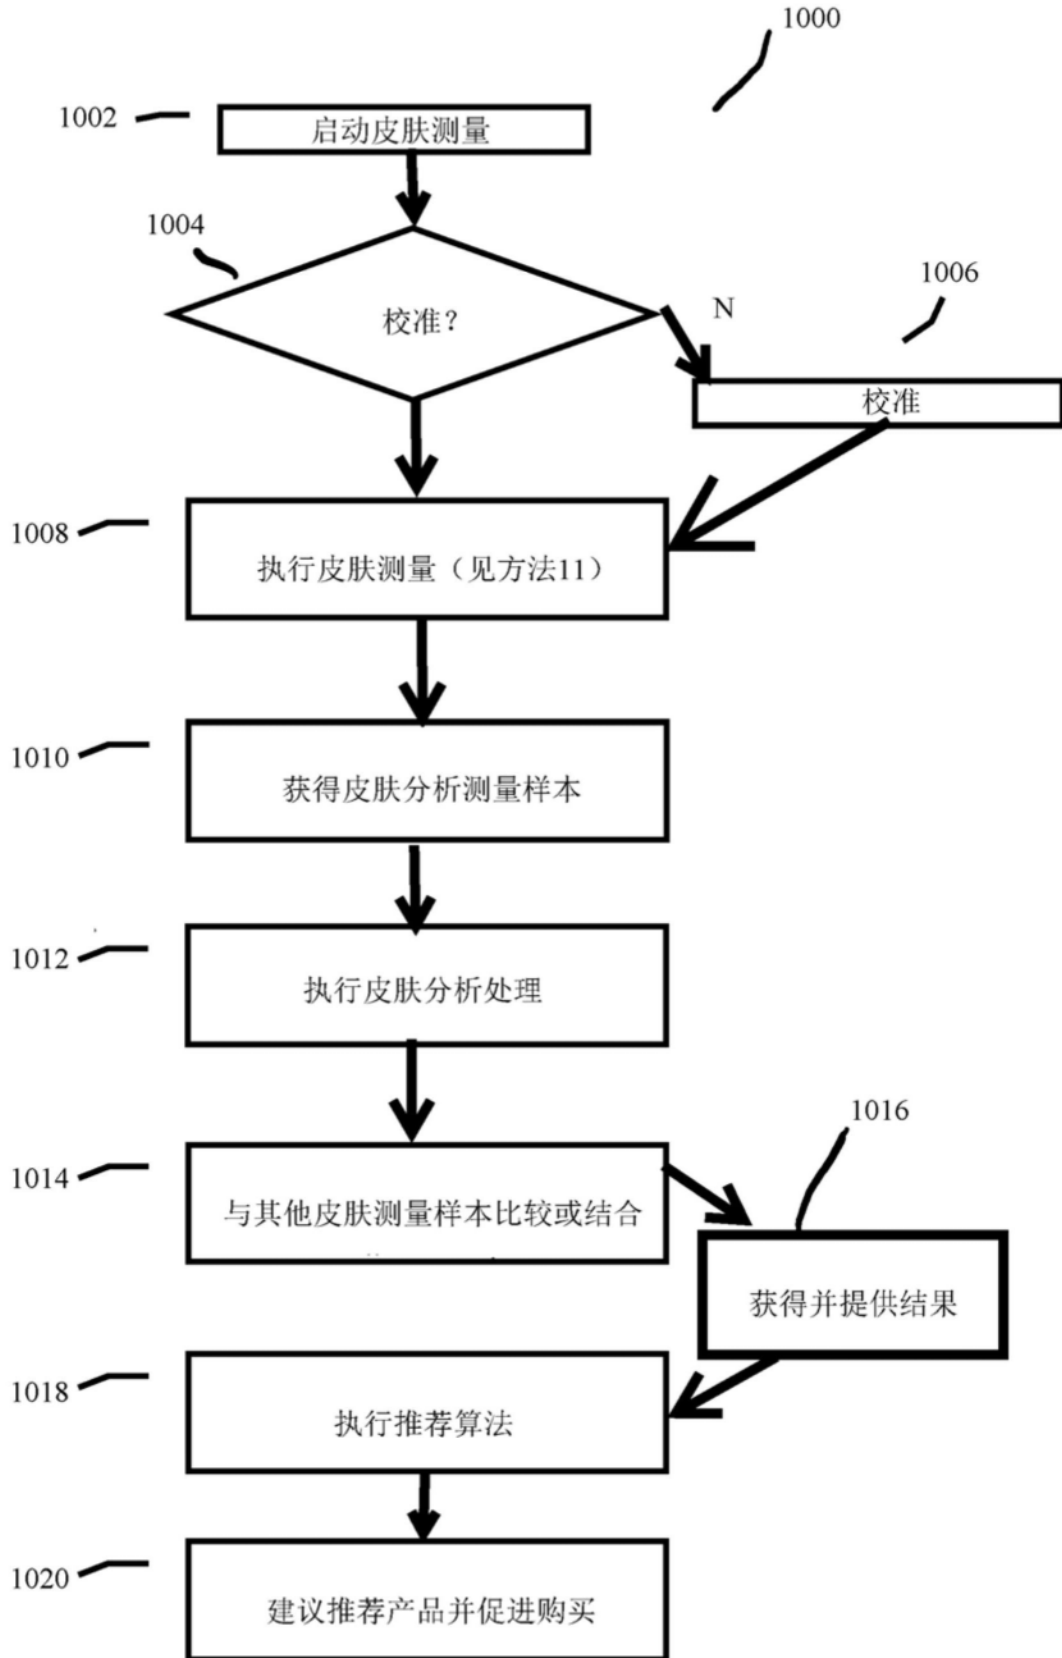 1000
1002
启动皮肤测量
1004
1006
校准？
N
校准
1008
执行皮肤测量（见方法11）
1010
获得皮肤分析测量样本
1012
执行皮肤分析处理
1016
1014
与其他皮肤测量样本比较或结合
获得并提供结果
1018
执行推荐算法
1020
建议推荐产品并促进购买